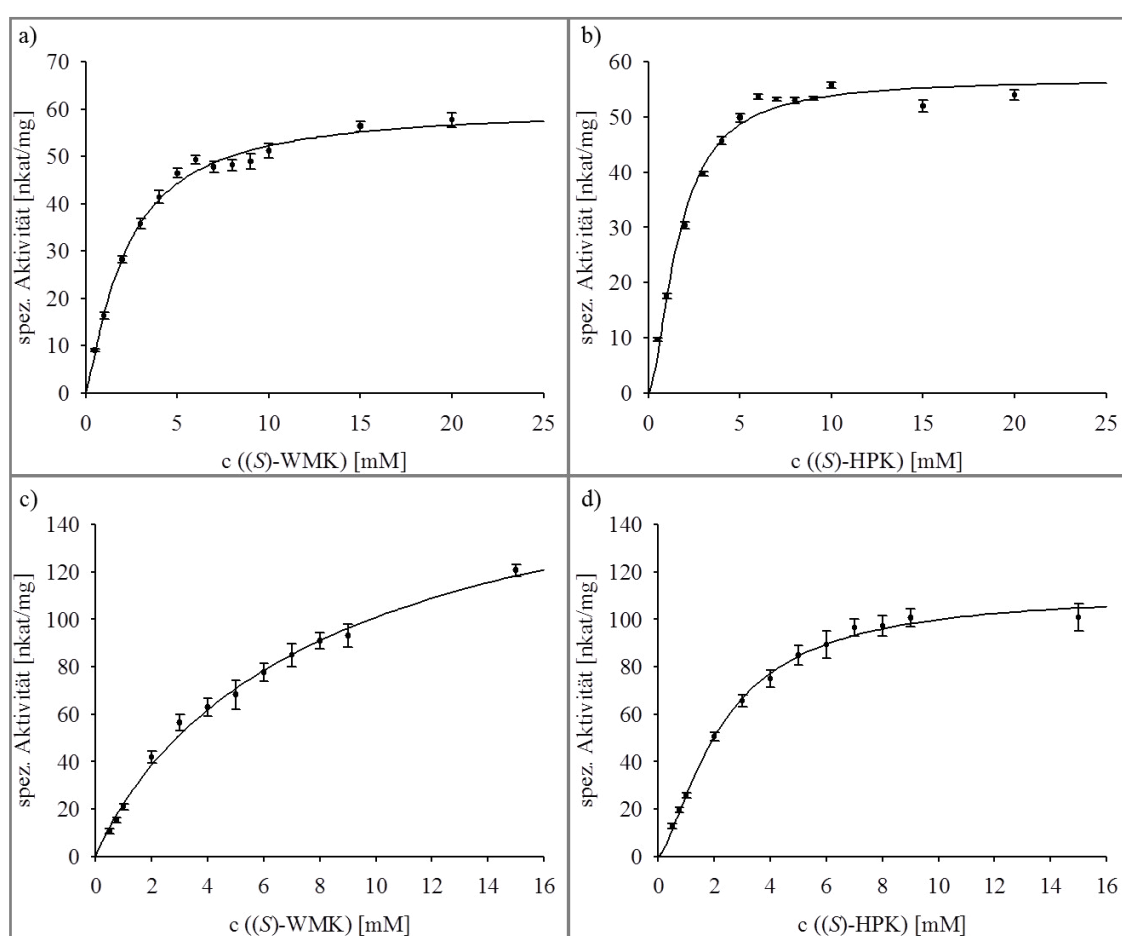 a)
spez. Aktivität [nkat/mg]
70
60
50
40
30
20
10
0
0 5 10 15 20 25
c ((S)-WMK) [mM]
b)
spez. Aktivität [nkat/mg]
60
50
40
30
20
10
0
0 5 10 15 20 25
c ((S)-HPK) [mM]
c)
spez. Aktivität [nkat/mg]
140
120
100
80
60
40
20
0
0 2 4 6 8 10 12 14 16
c ((S)-WMK) [mM]
d)
spez. Aktivität [nkat/mg]
140
120
100
80
60
40
20
0
0 2 4 6 8 10 12 14 16
c ((S)-HPK) [mM]